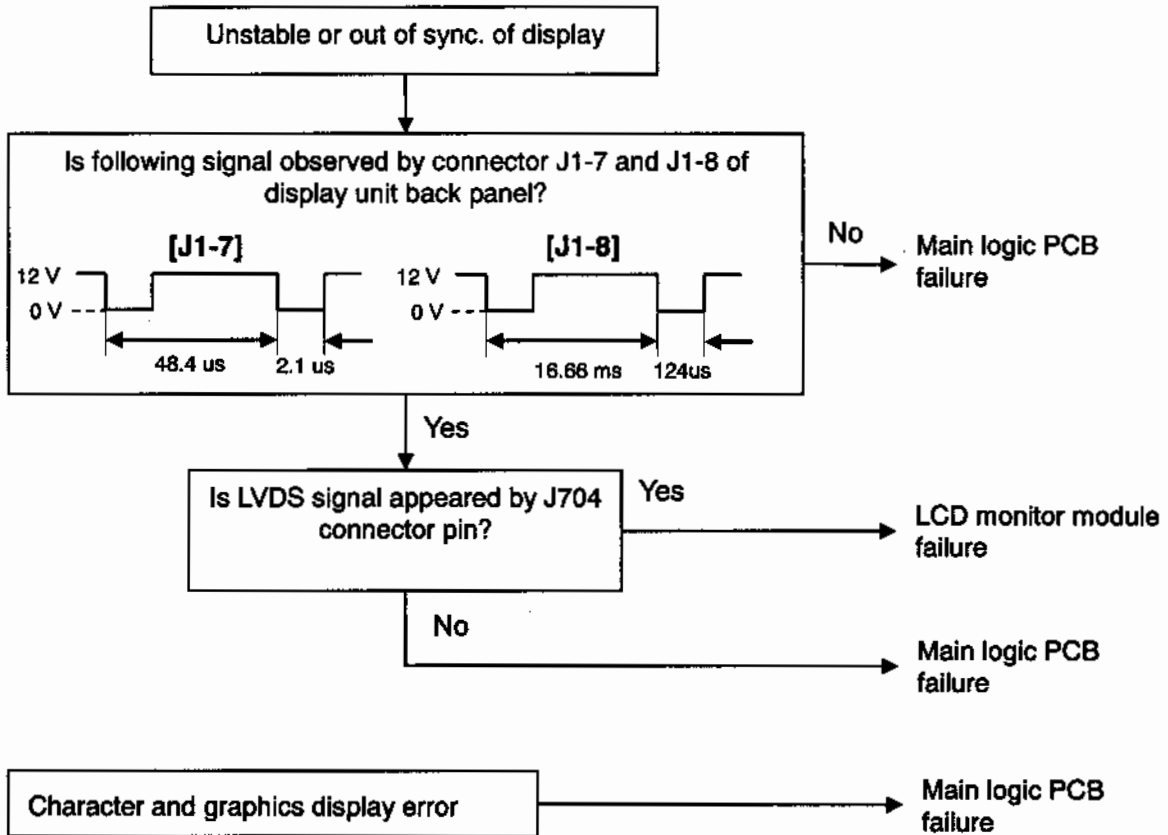 Unstable or out of sync. of display
Is following signal observed by connector J1-7 and J1-8 of
display unit back panel?
[J1-7]
12 V
0 V
48.4 us
2.1 us
[J1-8]
12 V
0 V
16.66 ms
124us
No
Main logic PCB
failure
Yes
Is LVDS signal appeared by J704
connector pin?
Yes
LCD monitor module
failure
No
Main logic PCB
failure
Character and graphics display error
Main logic PCB
failure